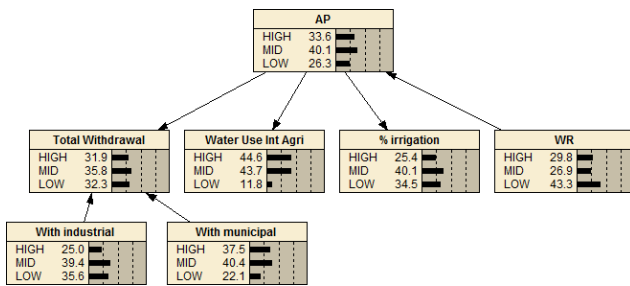 AP
HIGH 33.6
MID 40.1
LOW 26.3
Total Withdrawal
HIGH 31.9
MID 35.8
LOW 32.3
Water Use Int Agri
HIGH 44.6
MID 43.7
LOW 11.8
% irrigation
HIGH 25.4
MID 40.1
LOW 34.5
WR
HIGH 29.8
MID 26.9
LOW 43.3
With industrial
HIGH 25.0
MID 39.4
LOW 35.6
With municipal
HIGH 37.5
MID 40.4
LOW 22.1